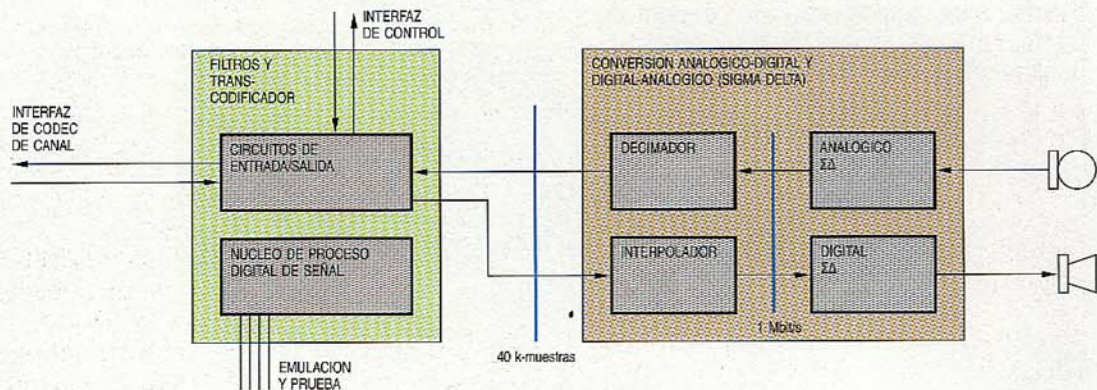 INTERFAZ
DE CONTROL
FILTROS Y
TRANS-
CODIFICADOR
CONVERSION ANALOGICO-DIGITAL Y
DIGITAL-ANALOGICO (SIGMA DELTA)
INTERFAZ
DE CODEC
DE CANAL
CIRCUITOS DE
ENTRADA/SALIDA
DECIMADOR
ANALOGICO
ΣΔ
NUCLEO DE PROCESO
DIGITAL DE SEÑAL
INTERPOLADOR
DIGITAL
ΣΔ
1 Mbit/s
40 k-muestras
EMULACION
Y PRUEBA